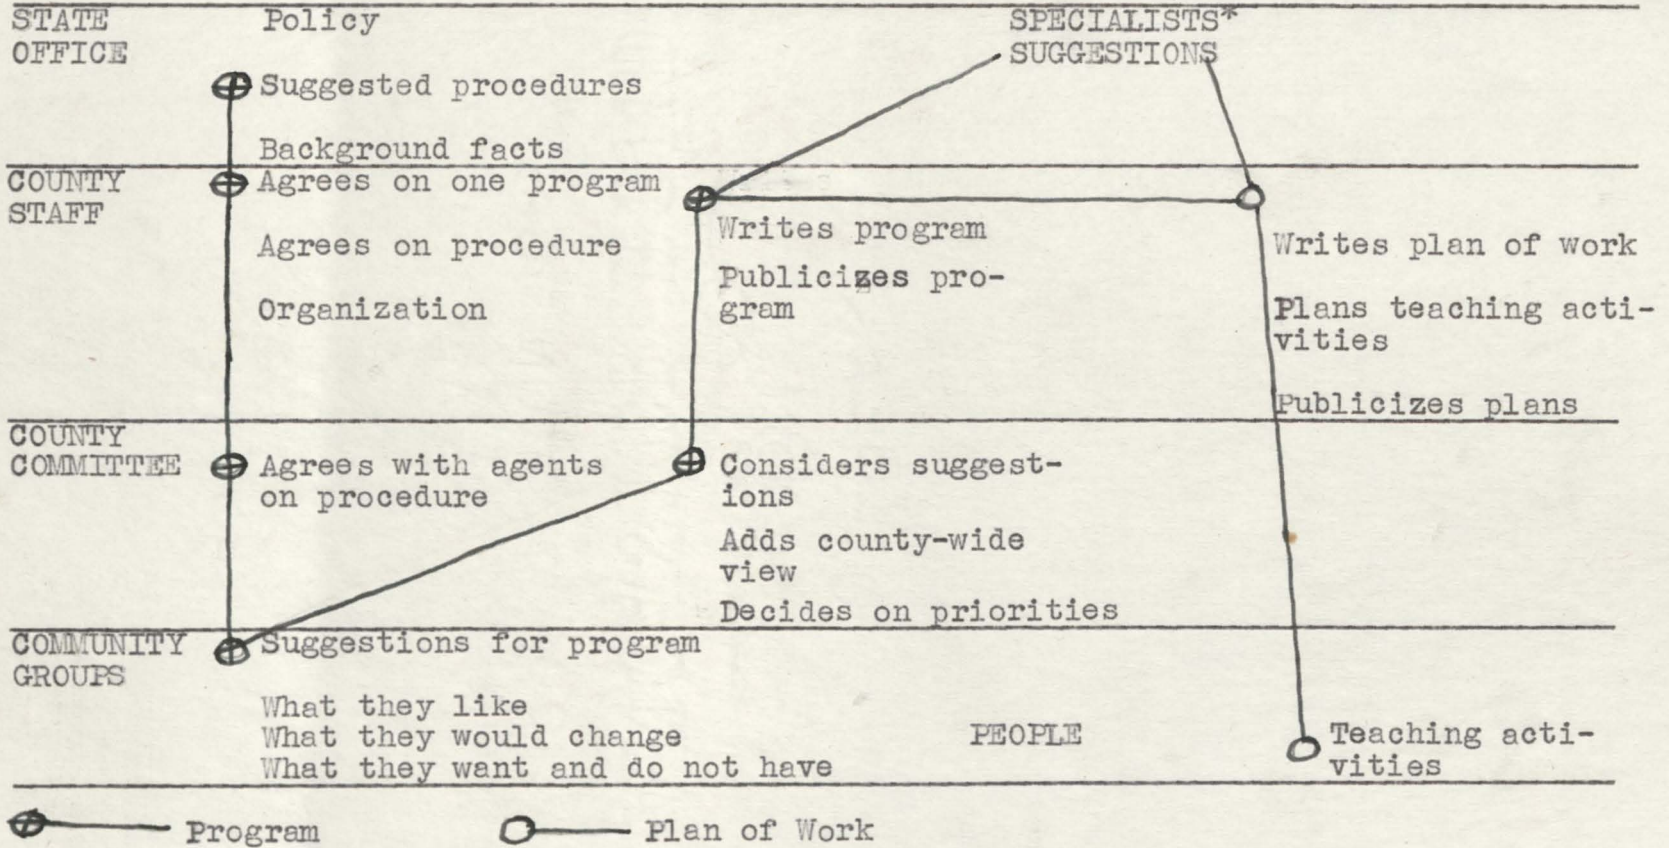 STATE OFFICE
Policy
SPECIALISTS*
SUGGESTIONS
Suggested procedures
Background facts
COUNTY STAFF
Agrees on one program
Agrees on procedure
Organization
Writes program
Publicizes pro-
gram
Writes plan of work
Plans teaching acti-
vities
Publicizes plans
COUNTY
COMMITTEE
Agrees with agents
on procedure
Considers suggest-
ions
Adds county-wide
view
Decides on priorities
COMMUNITY
GROUPS
Suggestions for program
What they like
What they would change
What they want and do not have
PEOPLE
Teaching acti-
vities
Program
Plan of Work